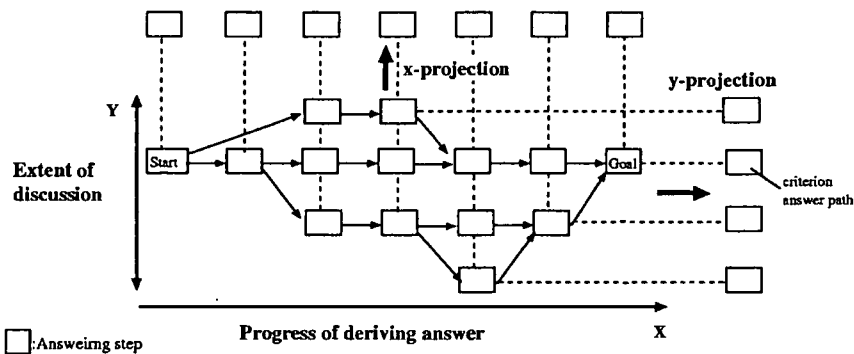 x-projection
y-projection
Y
Start
Goal
Extent of
discussion
criterion
answer path
Progress of deriving answer
X
:Answeirng step